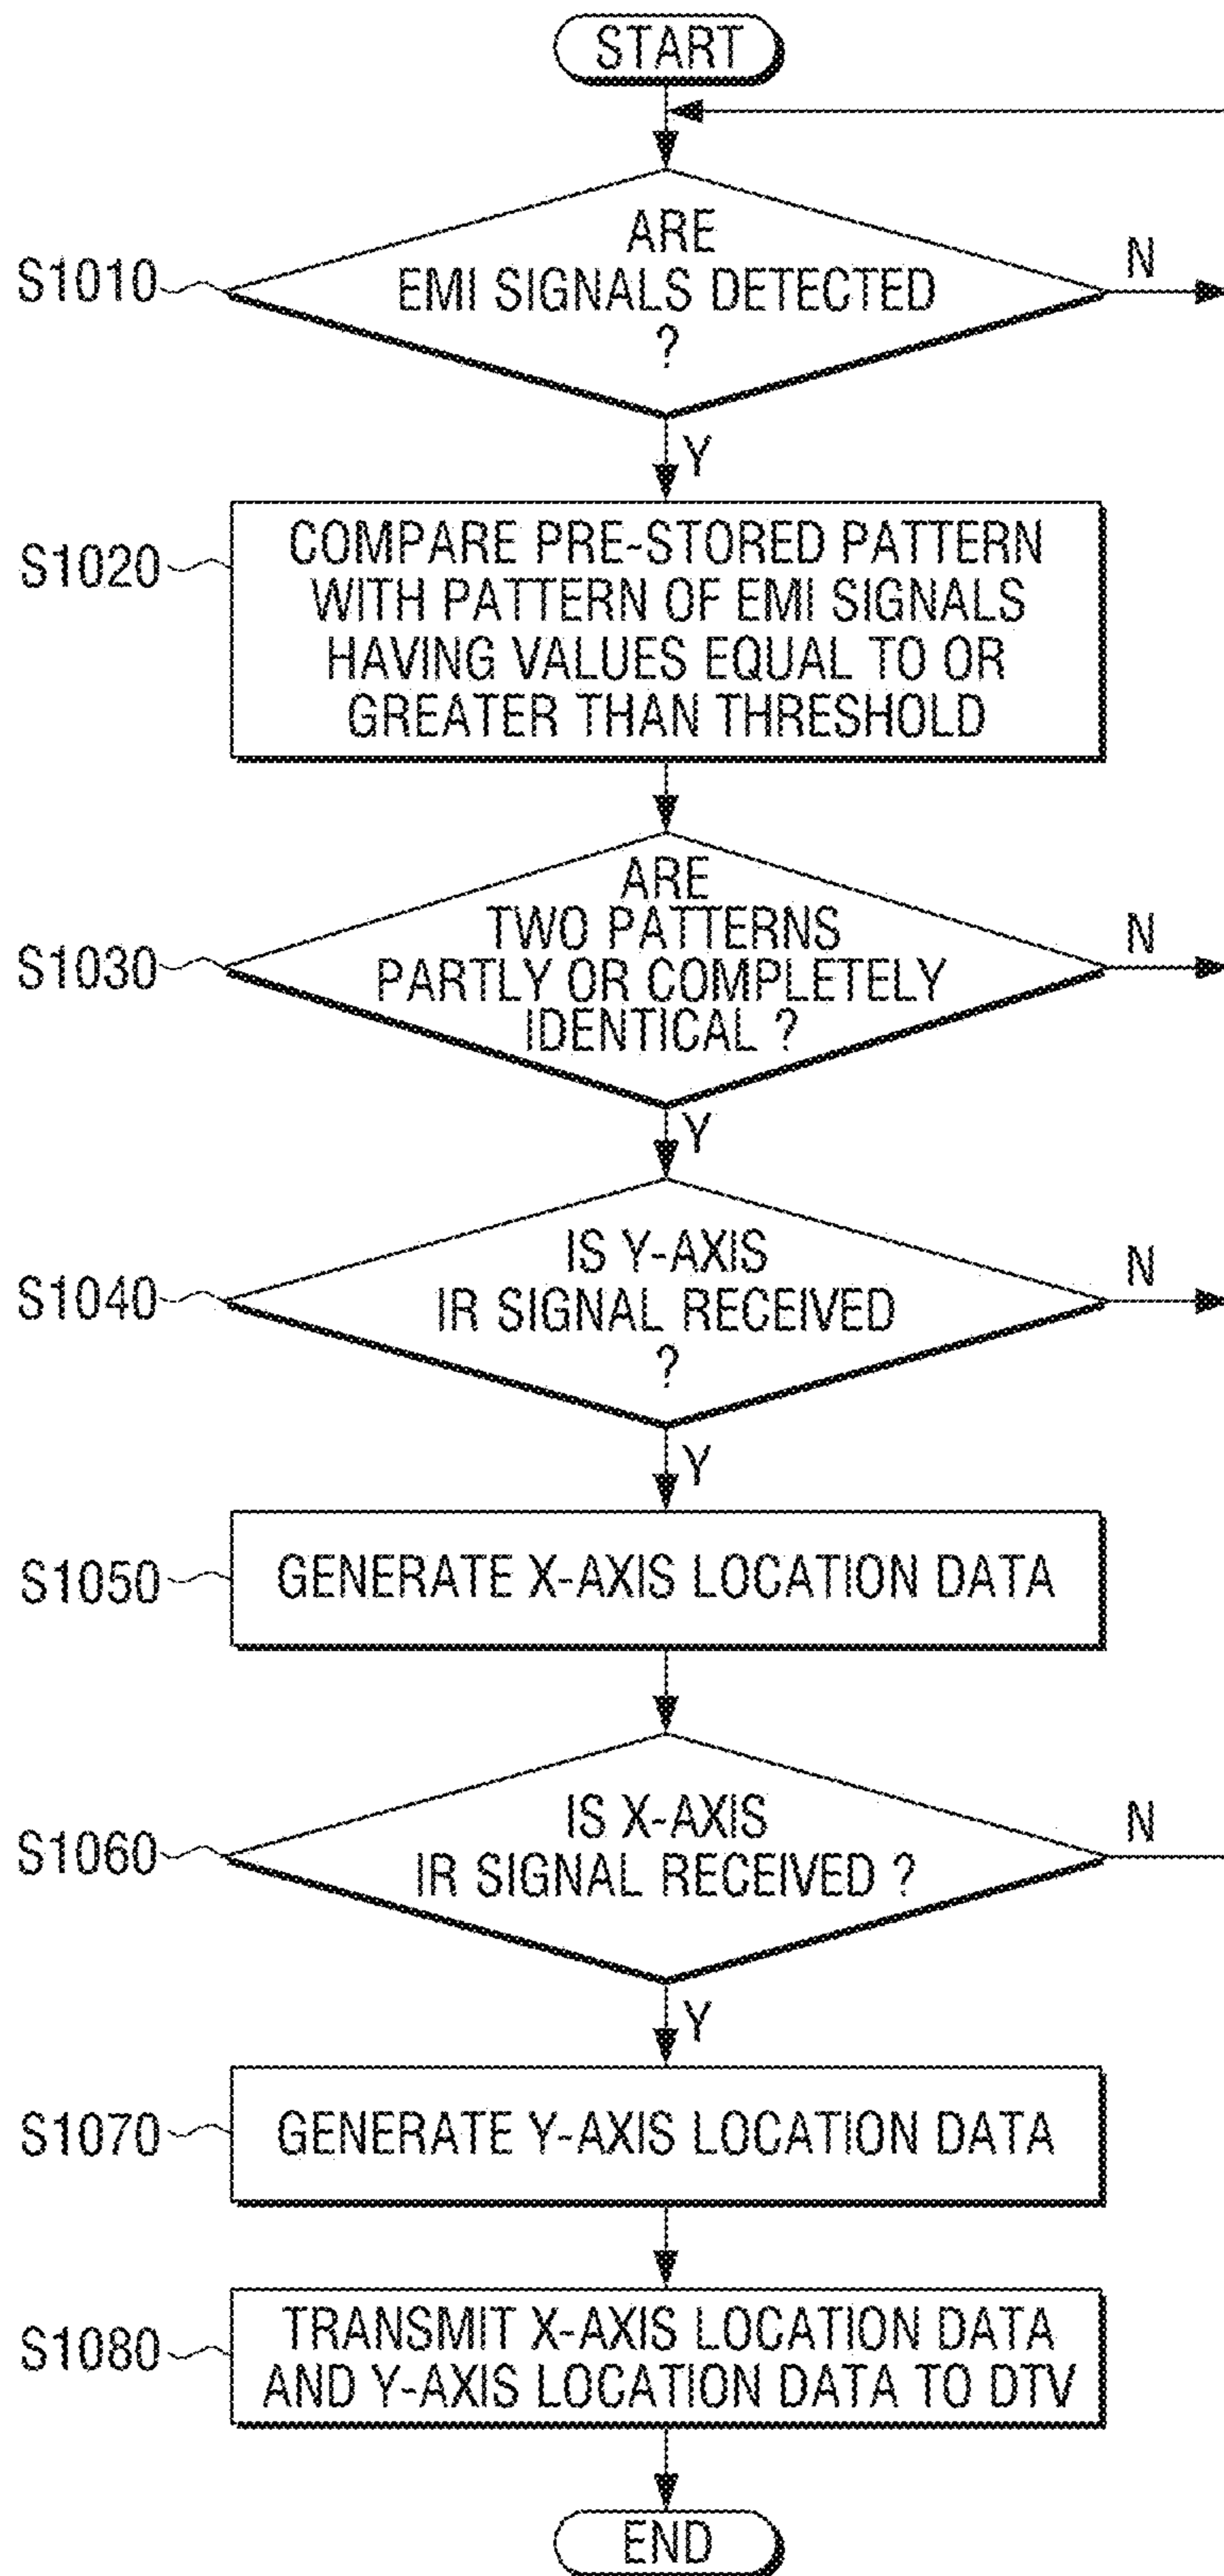 START
ARE
EMI SIGNALS DETECTED
?
S1010
N
Y
S1020
COMPARE PRE-STORED PATTERN
WITH PATTERN OF EMI SIGNALS
HAVING VALUES EQUAL TO OR
GREATER THAN THRESHOLD
ARE
TWO PATTERNS
PARTLY OR COMPLETELY
IDENTICAL ?
S1030
N
Y
IS Y-AXIS
IR SIGNAL RECEIVED
?
S1040
N
Y
S1050
GENERATE X-AXIS LOCATION DATA
IS X-AXIS
IR SIGNAL RECEIVED ?
S1060
N
Y
S1070
GENERATE Y-AXIS LOCATION DATA
S1080
TRANSMIT X-AXIS LOCATION DATA
AND Y-AXIS LOCATION DATA TO DTV
END